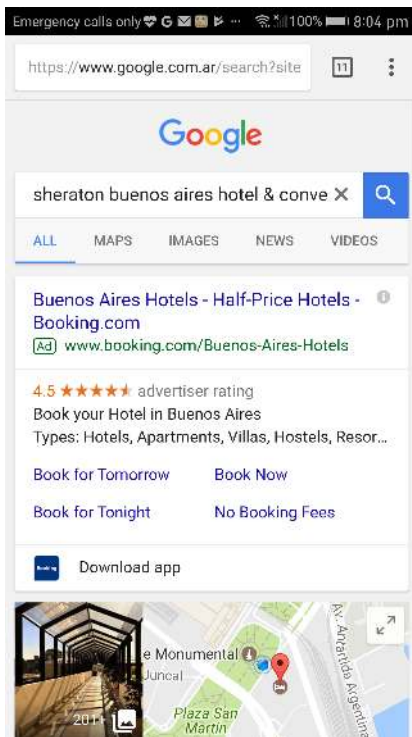 Emergency calls only G ... 100% 8:04 pm
https://www.google.com.ar/search?site 11
Google
sheraton buenos aires hotel & conve
ALL MAPS IMAGES NEWS VIDEOS
Buenos Aires Hotels - Half-Price Hotels -
Booking.com
Ad www.booking.com/Buenos-Aires-Hotels
4.5 ★★★★★ advertiser rating
Book your Hotel in Buenos Aires
Types: Hotels, Apartments, Villas, Hostels, Resor...
Book for Tomorrow Book Now
Book for Tonight No Booking Fees
Booking Download app
e Monumental
Juncal
Plaza San
Martin
Av. Antartida Argentina
201+